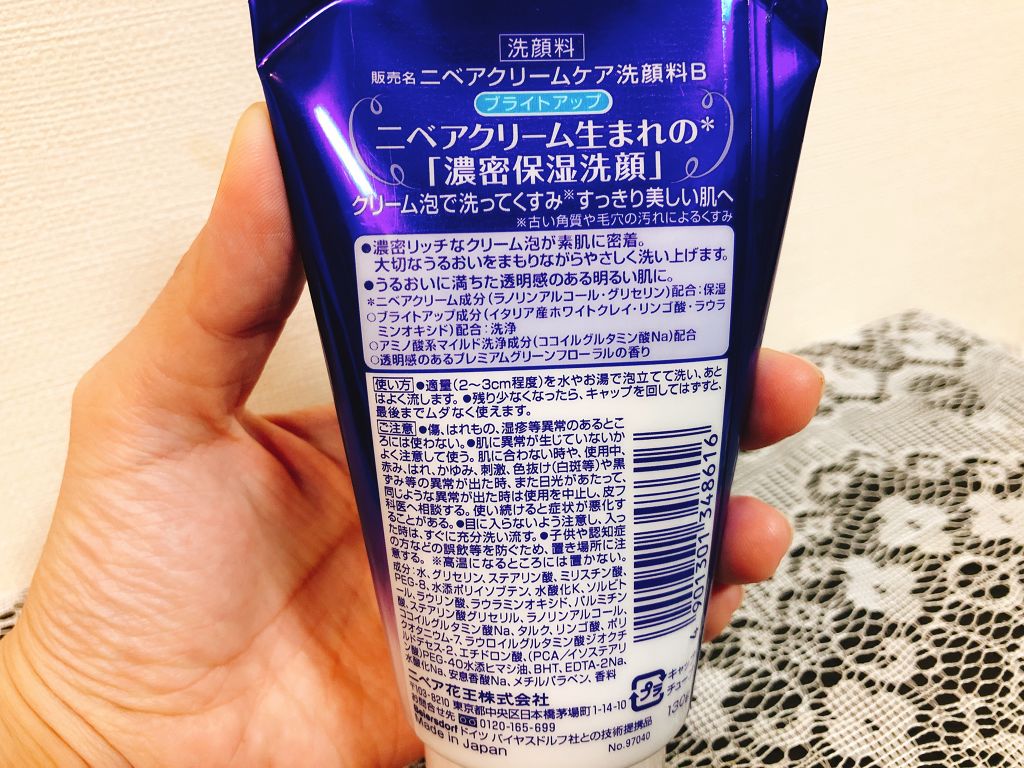 洗顔料
販売名 ニベアクリームケア洗顔料B
ブライトアップ
ニベアクリーム生まれの*
「濃密保湿洗顔」
クリーム泡で洗ってくすみ※すっきり美しい肌へ
※古い角質や毛穴の汚れによるくすみ
●濃密リッチなクリーム泡が素肌に密着。
大切なうるおいをまもりながらやさしく洗い上げます。
●うるおいに満ちた透明感のある明るい肌に。
*ニベアクリーム成分(ラノリンアルコール・グリセリン)配合:保湿
○ブライトアップ成分(イタリア産ホワイトクレイ・リンゴ酸・ラウラ
ミンオキシド)配合:洗浄
○アミノ酸系マイルド洗浄成分(ココイルグルタミン酸Na)配合
○透明感のあるプレミアムグリーンフローラルの香り
使い方 ●適量(2〜3cm程度)を水やお湯で泡立てて洗い、あと
はよく流します。●残り少なくなったら、キャップを回してはずすと、
最後までムダなく使えます。
ご注意 ●傷、はれもの、湿疹等異常のあるとこ
ろには使わない。●肌に異常が生じていないか
よく注意して使う。肌に合わない時や、使用中、
赤み、はれ、かゆみ、刺激、色抜け(白斑等)や黒
ずみ等の異常が出た時、また日光があたって、
同じような異常が出た時は使用を中止し、皮フ
科医へ相談する。使い続けると症状が悪化す
ることがある。●目に入らないよう注意し、入っ
た時は、すぐに充分洗い流す。●子供や認知症
の方などの誤飲等を防ぐため、置き場所に注
意する。※高温になるところには置かない。
成分:水、グリセリン、ステアリン酸、ミリスチン酸、
PEG-8、水添ポリイソブテン、水酸化K、ソルビト
ール、ラウリン酸、ラウラミンオキシド、パルミチン
酸、ステアリン酸グリセリル、ラノリンアルコール、
ココイルグルタミン酸Na、タルク、リンゴ酸、ポリ
クオタニウム-7、ラウロイルグルタミン酸ジオクチ
ルドデセス-2、エチドロン酸、(PCA/イソステアリ
ン酸)PEG-40水添ヒマシ油、BHT、EDTA-2Na、
水酸化Na、安息香酸Na、メチルパラベン、香料
ニベア花王株式会社
〒103-8210 東京都中央区日本橋茅場町1-14-10
お問合せ先 0120-165-699
Beiersdorf ドイツ バイヤスドルフ社との技術提携品
Made in Japan
No.97040
4901301348616
プラ
キャッ
チュー
130g